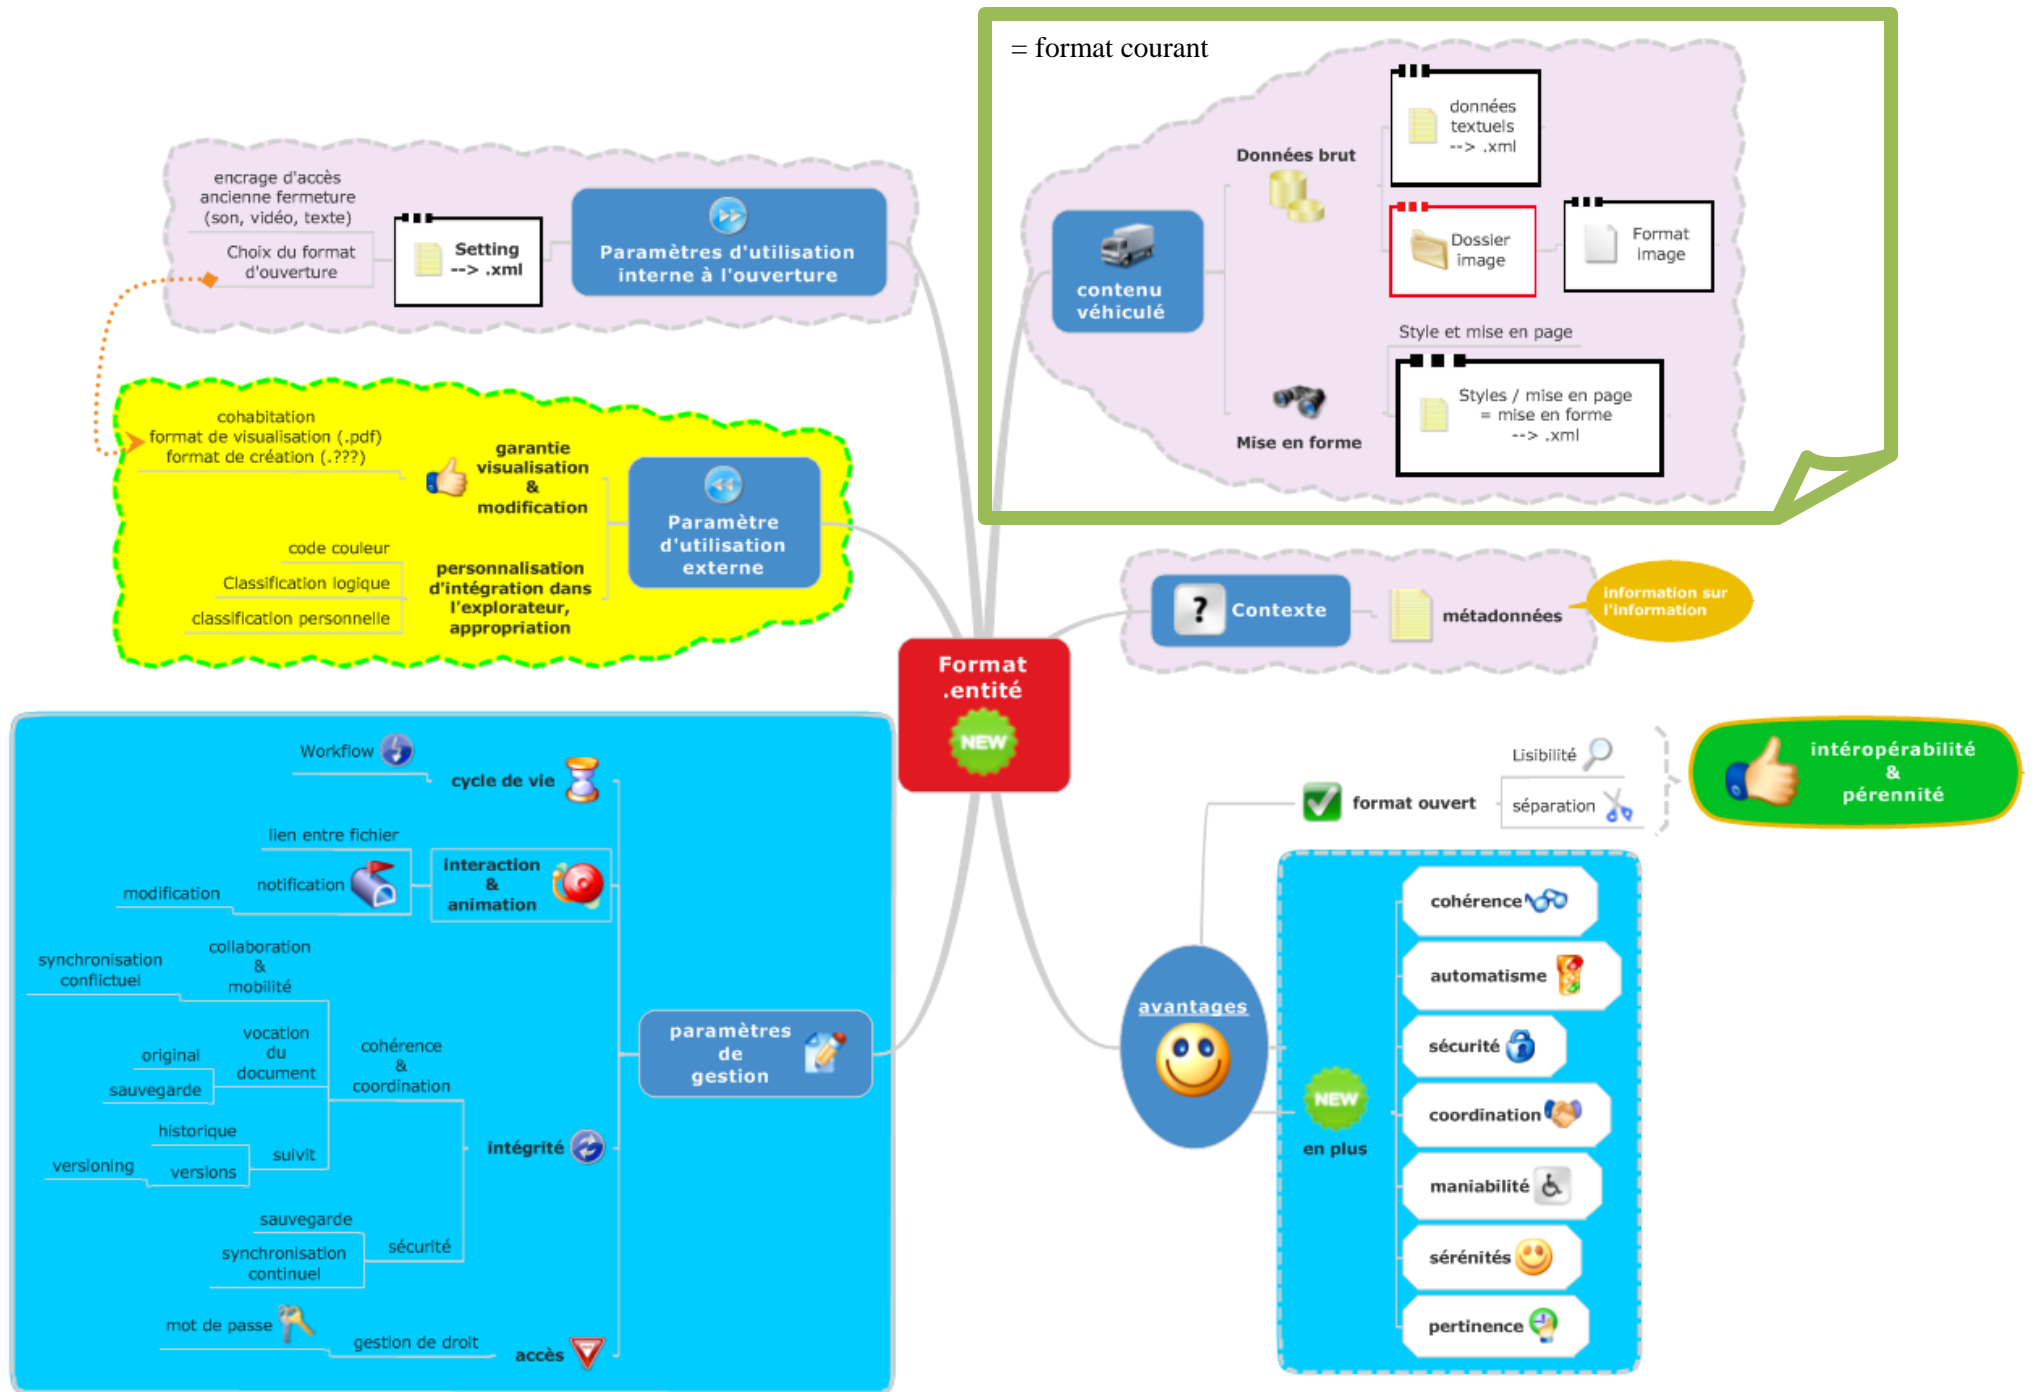 = format courant
données
textuels
--> .xml
Données brut
Dossier
image
Format
Image
contenu
véhiculé
Style et mise en page
Styles / mise en page
= mise en forme
--> .xml
Mise en forme
encrage d'accès
ancienne fermeture
(son, vidéo, texte)
Choix du format
d'ouverture
Setting
--> .xml
Paramètres d'utilisation
interne à l'ouverture
cohabitation
format de visualisation (.pdf)
format de création (.???)
garantie
visualisation
&
modification
Paramètre
d'utilisation
externe
code couleur
Classification logique
classification personnelle
personnalisation
d'intégration dans
l'explorateur,
appropriation
?
Contexte
métadonnées
information sur
l'information
Format
.entité
NEW
Workflow
cycle de vie
lien entre fichier
notification
modification
interaction
&
animation
collaboration
&
mobilité
synchronisation
conflictuel
vocation
du
document
original
sauvegarde
cohérence
&
coordination
historique
versions
versioning
suivit
intégrité
sauvegarde
synchronisation
continuel
sécurité
mot de passe
gestion de droit
accès
paramètres
de
gestion
Lisibilité
séparation
format ouvert
intéropérabilité
&
pérennité
avantages
NEW
en plus
cohérence
automatisme
sécurité
coordination
maniabilité
sérénités
pertinence